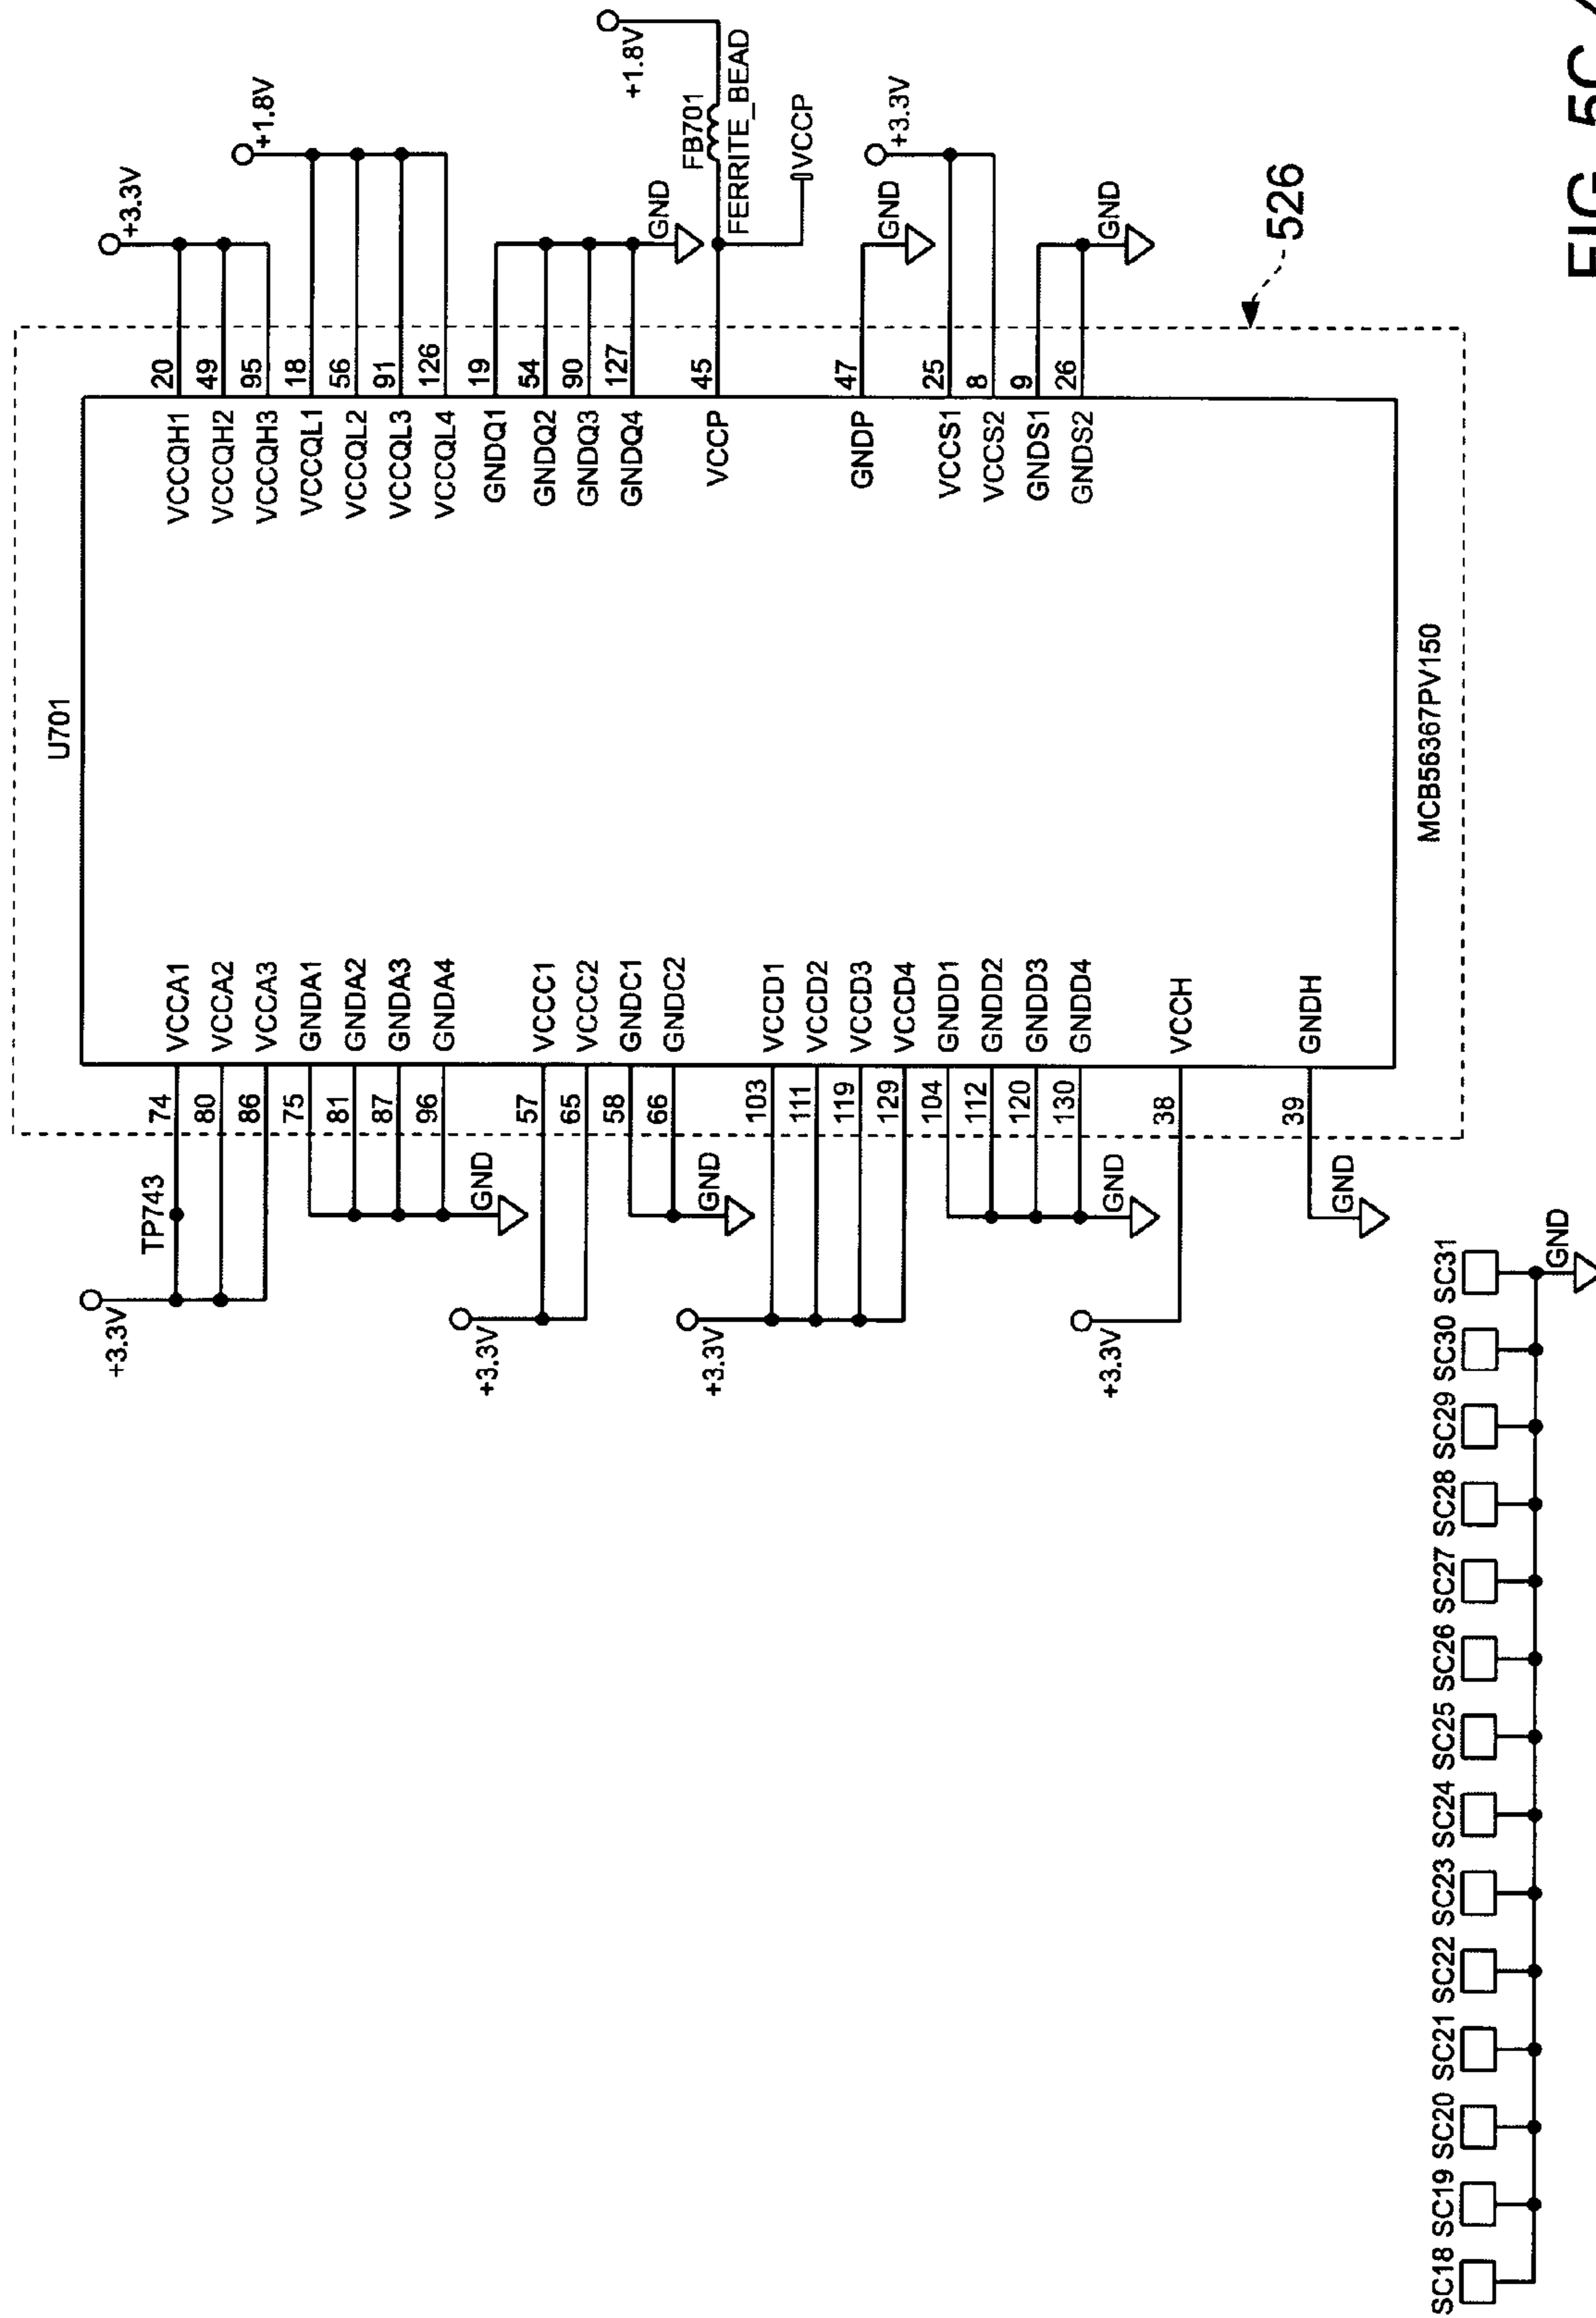 U701
+3.3V
TP743
74 VCCA1
80 VCCA2
86 VCCA3
75 GNDA1
81 GNDA2
87 GNDA3
96 GNDA4
GND
+3.3V
57 VCCC1
65 VCCC2
58 GNDC1
66 GNDC2
GND
+3.3V
103 VCCD1
111 VCCD2
119 VCCD3
129 VCCD4
104 GNDD1
112 GNDD2
120 GNDD3
130 GNDD4
GND
+3.3V
38 VCCH
39 GNDH
GND
VCCQH1 20
VCCQH2 49
VCCQH3 95
+3.3V
VCCQL1 18
VCCQL2 56
VCCQL3 91
VCCQL4 126
+1.8V
GNDQ1 19
GNDQ2 54
GNDQ3 90
GNDQ4 127
GND
+1.8V
FB701
VCCP 45
FERRITE_BEAD
VCCP
GNDP 47
GND
+3.3V
VCCS1 25
VCCS2 8
GNDS1 9
GNDS2 26
GND
526
MCB56367PV150
SC18 SC19 SC20 SC21 SC22 SC23 SC24 SC25 SC26 SC27 SC28 SC29 SC30 SC31
GND
FIG. 5C